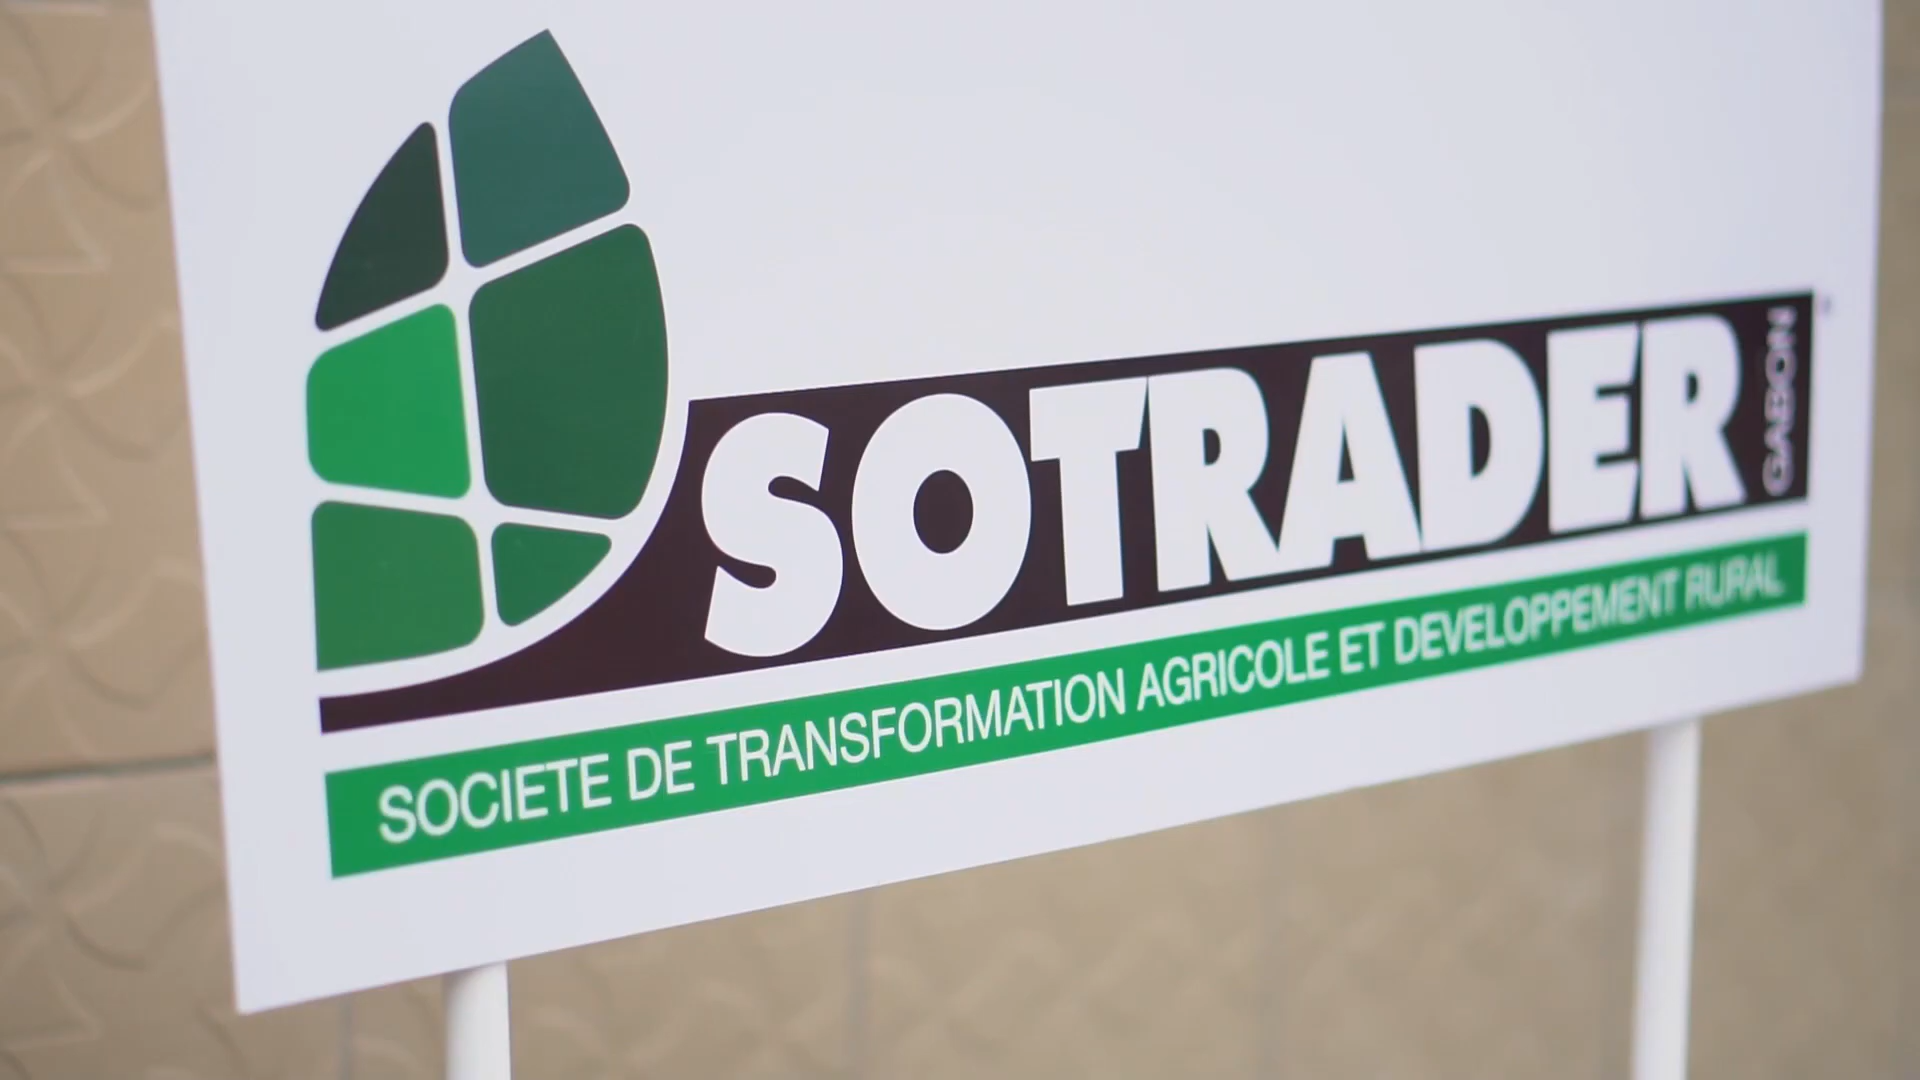 SOTRADER
GABON
SOCIETE DE TRANSFORMATION AGRICOLE ET DEVELOPPEMENT RURAL